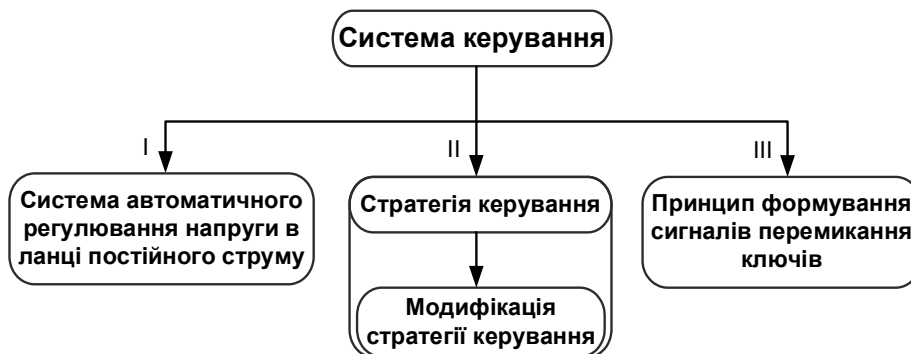 Система керування
I
II
III
Система автоматичного
регулювання напруги в
ланці постійного струму
Стратегія керування
Модифікація
стратегії керування
Принцип формування
сигналів перемикання
ключів